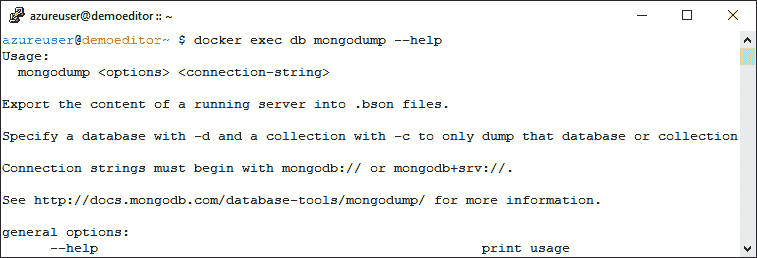 azureuser@demoeditor :: ~
azureuser@demoeditor~ $ docker exec db mongodump --help
Usage:
  mongodump <options> <connection-string>
Export the content of a running server into .bson files.
Specify a database with -d and a collection with -c to only dump that database or collection
Connection strings must begin with mongodb:// or mongodb+srv://.
See http://docs.mongodb.com/database-tools/mongodump/ for more information.
general options:
      --help                                                print usage